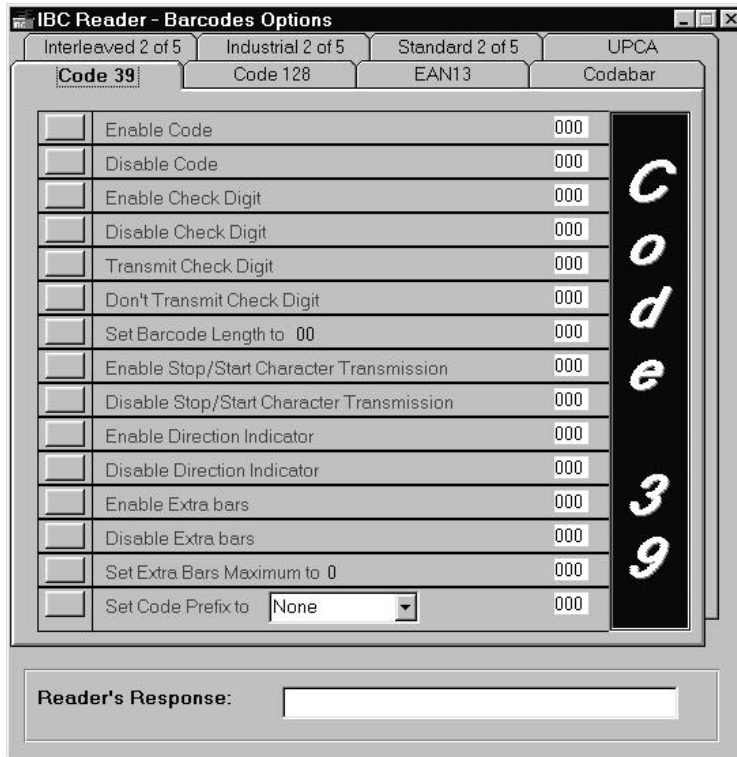 IBC Reader - Barcodes Options
Interleaved 2 of 5 Industrial 2 of 5 Standard 2 of 5 UPCA
Code 39 Code 128 EAN13 Codabar
Enable Code 000
Disable Code 000
Enable Check Digit 000
Disable Check Digit 000
Transmit Check Digit 000
Don't Transmit Check Digit 000
Set Barcode Length to 00 000
Enable Stop/Start Character Transmission 000
Disable Stop/Start Character Transmission 000
Enable Direction Indicator 000
Disable Direction Indicator 000
Enable Extra bars 000
Disable Extra bars 000
Set Extra Bars Maximum to 0 000
Set Code Prefix to None 000
Code 39
Reader's Response: